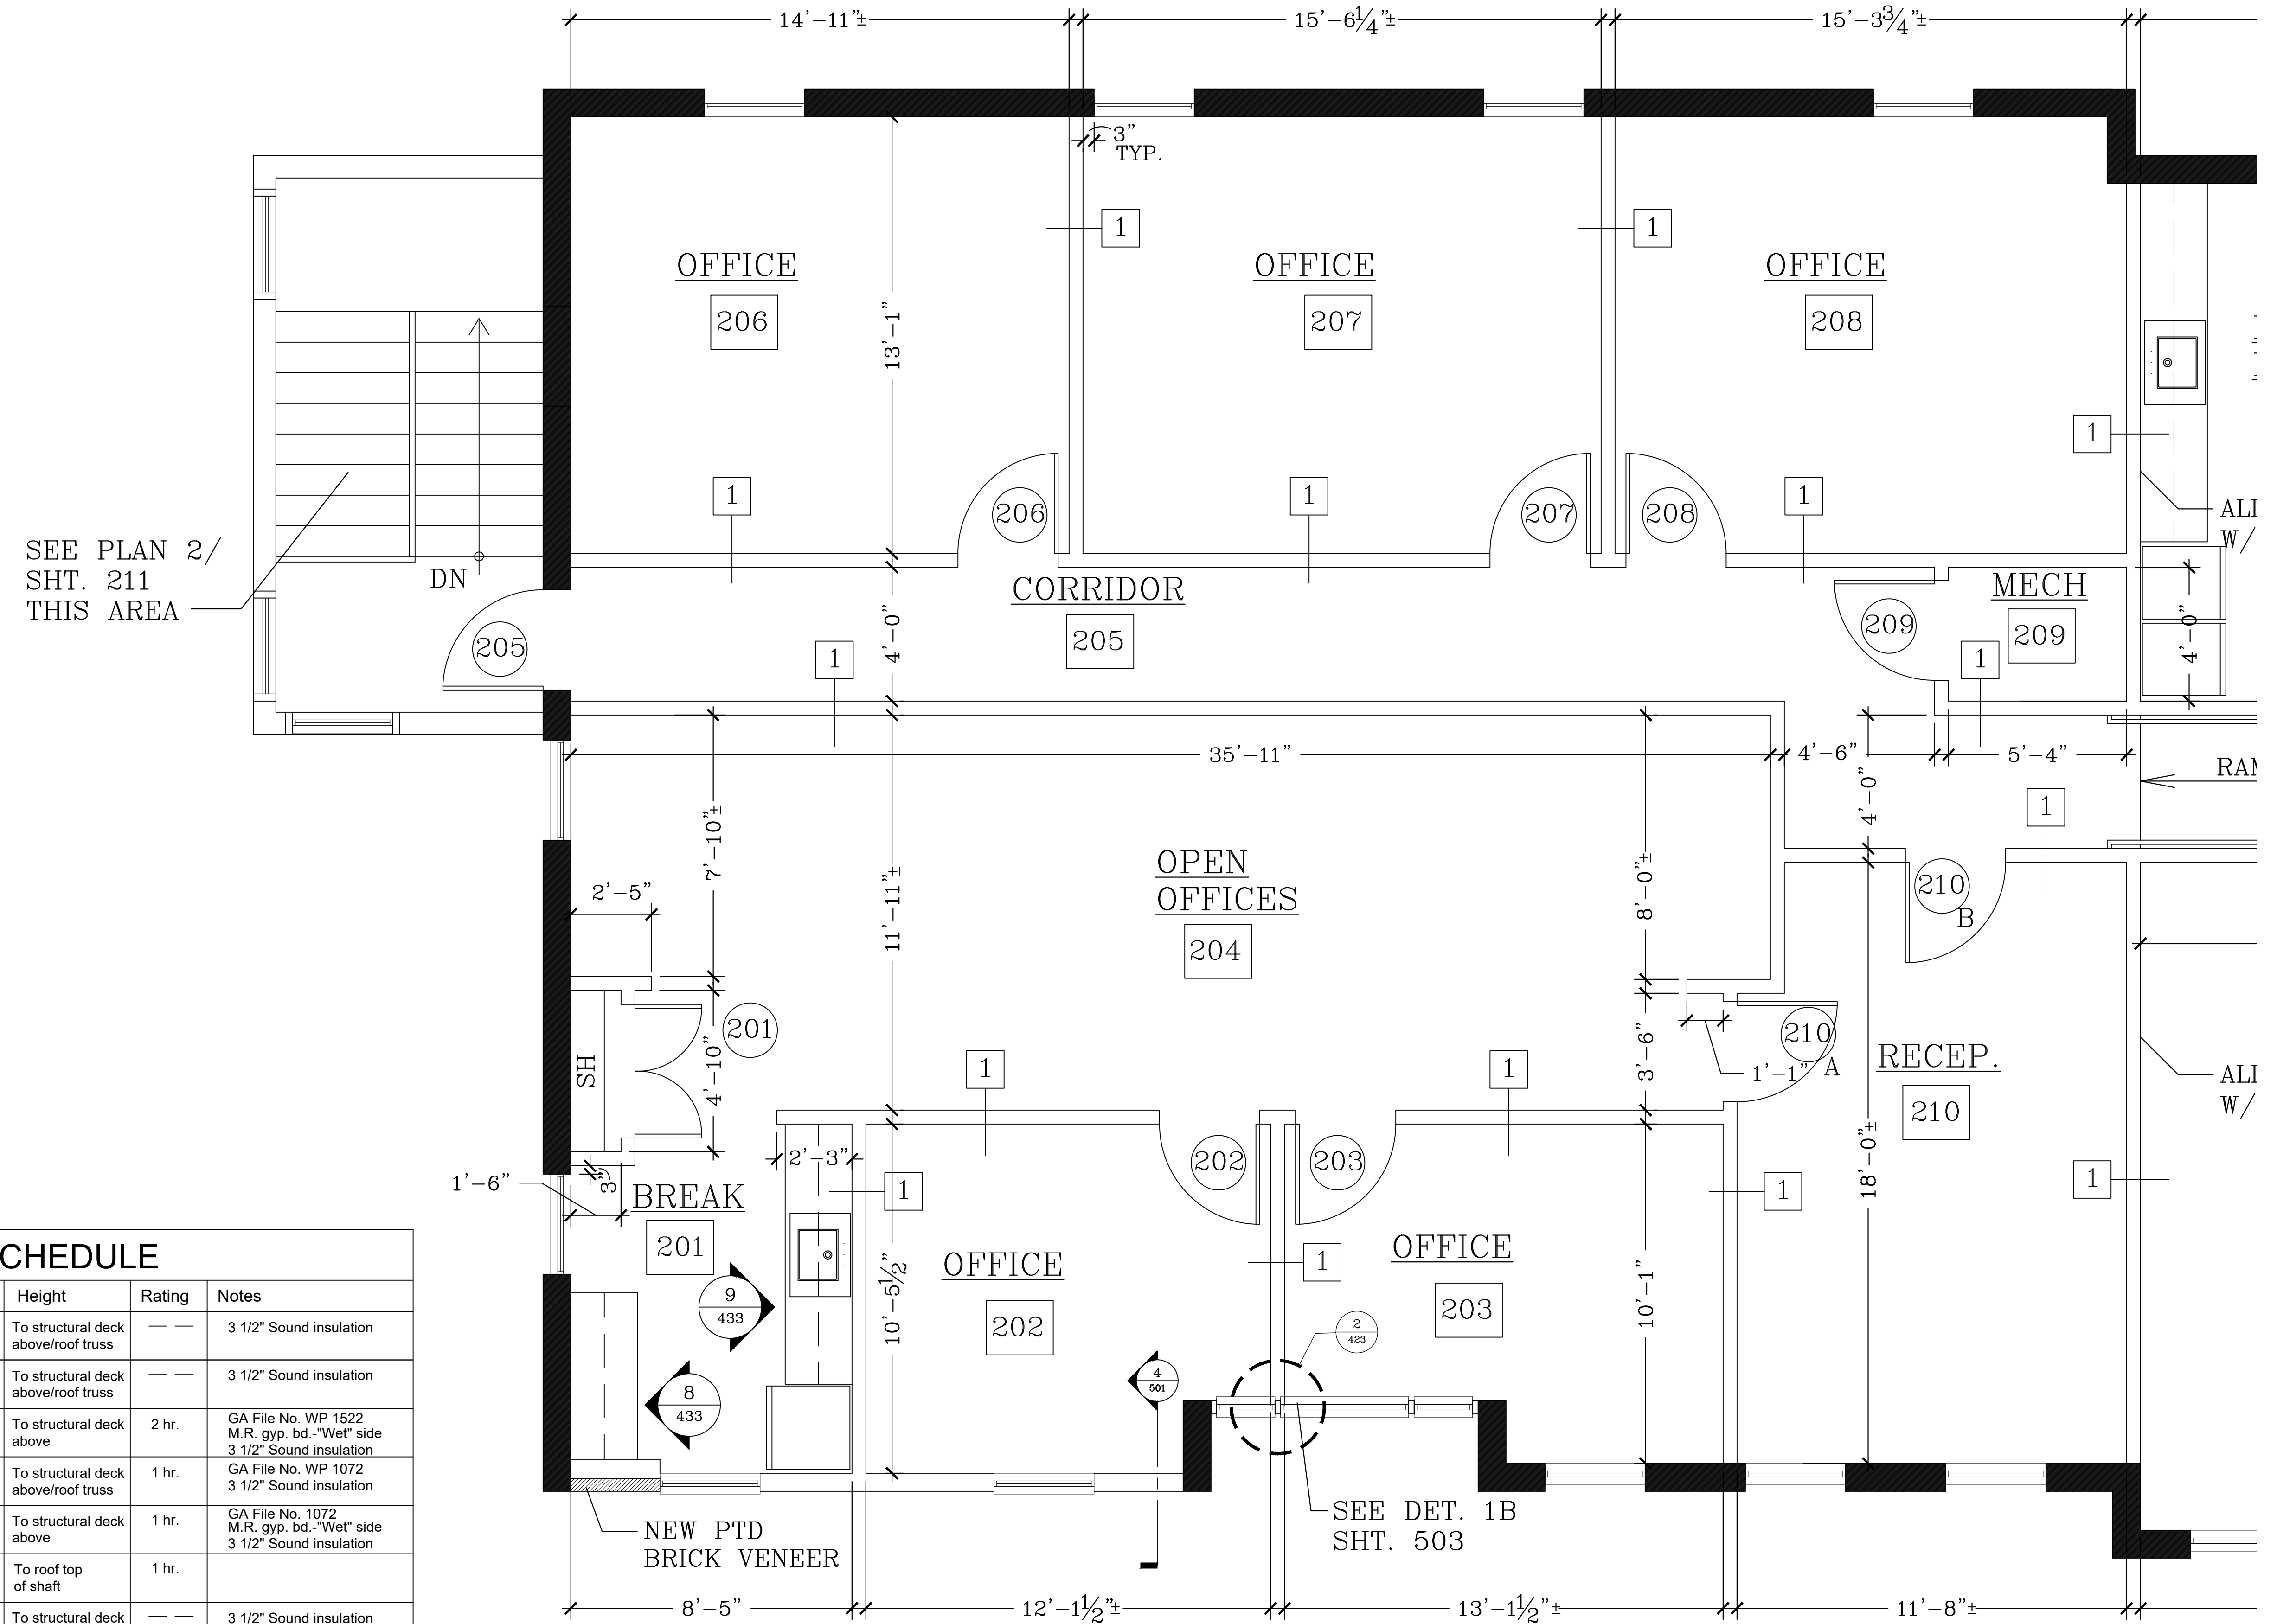 14'-11"±
15'-6 1/4"±
15'-3 3/4"±
3"
TYP.
1
1
OFFICE
206
OFFICE
207
OFFICE
208
13'-1"
1
1
1
1
206
207
208
ALI
W/
SEE PLAN 2/
SHT. 211
THIS AREA
DN
CORRIDOR
205
MECH
209
209
205
4'-0"
4'-0"
1
1
35'-11"
4'-6"
5'-4"
RAM
7'-10"±
4'-0"
1
2'-5"
11'-11"±
OPEN
OFFICES
204
8'-0"±
210
B
201
SH
4'-10"
1
1
3'-6"
210
A
1'-1"
RECEP.
210
ALI
W/
202
203
2'-3"
1'-6"
3"
18'-0"±
1
1
1
BREAK
201
OFFICE
202
1
OFFICE
203
10'-5 1/2"
10'-1"
9
433
2
423
8
433
4
501
NEW PTD
BRICK VENEER
SEE DET. 1B
SHT. 503
8'-5"
12'-1 1/2"±
13'-1 1/2"±
11'-8"±
CHEDULE
Height Rating Notes
To structural deck
above/roof truss
— —
3 1/2" Sound insulation
To structural deck
above/roof truss
— —
3 1/2" Sound insulation
To structural deck
above
2 hr.
GA File No. WP 1522
M.R. gyp. bd.-"Wet" side
3 1/2" Sound insulation
To structural deck
above/roof truss
1 hr.
GA File No. WP 1072
3 1/2" Sound insulation
To structural deck
above
1 hr.
GA File No. 1072
M.R. gyp. bd.-"Wet" side
3 1/2" Sound insulation
To roof top
of shaft
1 hr.
To structural deck
— —
3 1/2" Sound insulation